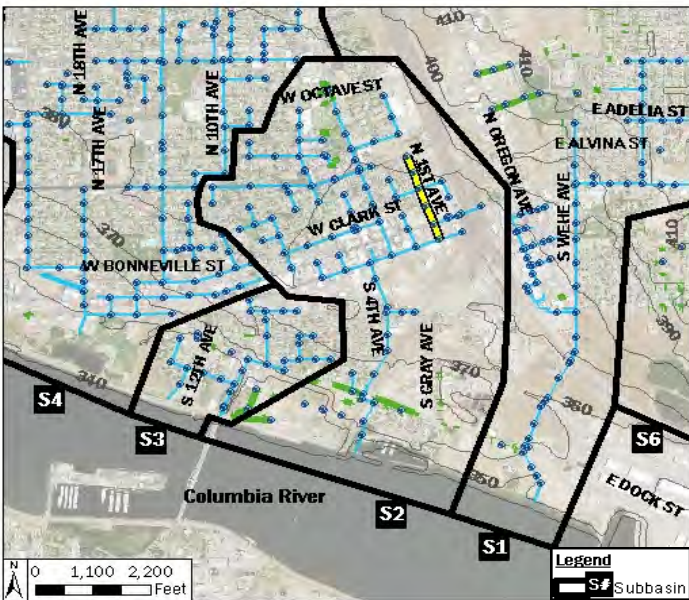 410
400
410
N 18TH AVE
N 10TH AVE
W OCTAVE ST
N 1ST AVE
N OREGON AVE
E ADELIA ST
E ALVINA ST
380
N 17TH AVE
S WEHE AVE
W CLARK ST
370
W BONNEVILLE ST
410
390
S 4TH AVE
S GRAY AVE
370
S 12TH AVE
340
360
350
S4
S3
S6
Columbia River
E DOCK ST
S2
S1
N
0 1,100 2,200
Feet
Legend
S# Subbasin